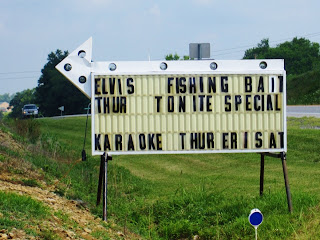 ELVIS FISHING BAIT
THUR TONITE SPECIAL
KARAOKE THUR FRI SAT